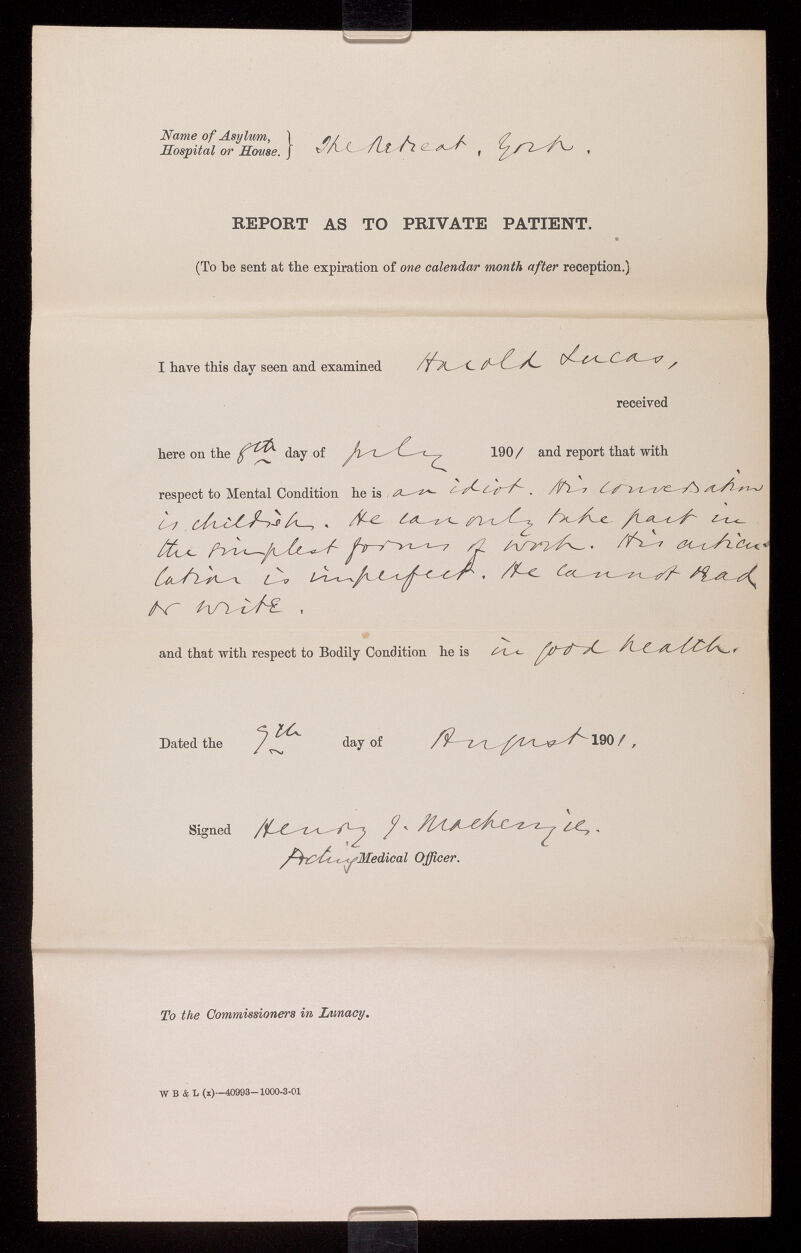 Name of Asylum,
Hospital or House. } The Retreat, York.
REPORT AS TO PRIVATE PATIENT.
(To be sent at the expiration of one calendar month after reception.)
I have this day seen and examined Harold Lucas,
received
here on the 8th day of July 1901 and report that with
respect to Mental Condition he is an idiot. His conversation
is childish. He can only take part in
the simplest forms of work. His articu-
lation is imperfect. He cannot read
or write.
and that with respect to Bodily Condition he is in good health.
Dated the 9th day of August 1901,
Signed Henry J. Mackenzie.
Acting Medical Officer.
To the Commissioners in Lunacy.
W B & L (x)—40993—1000-3-01